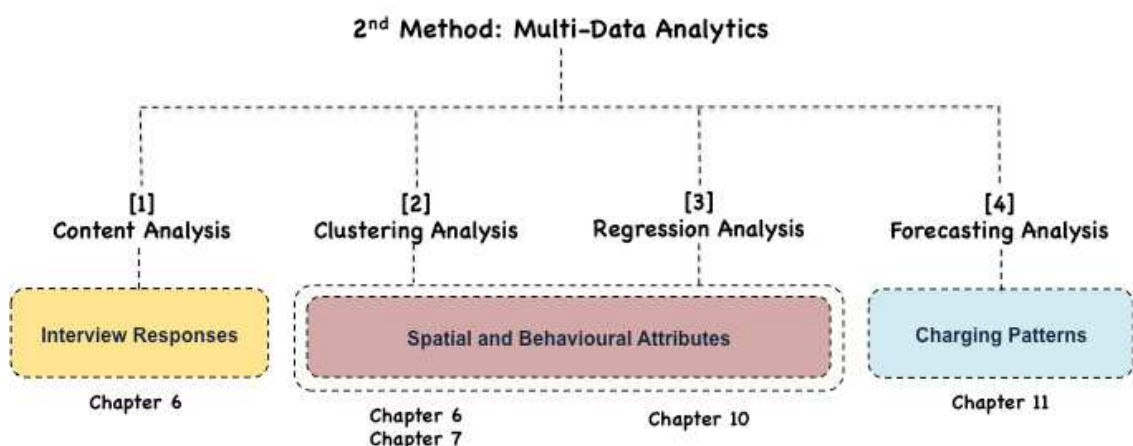 2nd Method: Multi-Data Analytics
[1]
Content Analysis
[2]
Clustering Analysis
[3]
Regression Analysis
[4]
Forecasting Analysis
Interview Responses
Spatial and Behavioural Attributes
Charging Patterns
Chapter 6
Chapter 6
Chapter 7
Chapter 10
Chapter 11